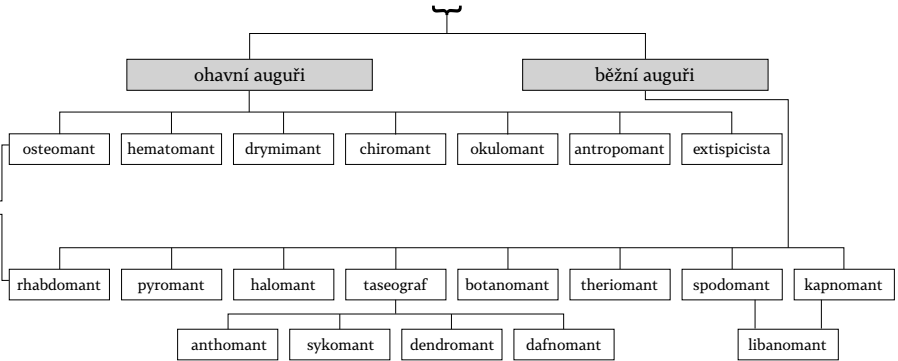 ohavní auguři běžní auguři
osteomant hematomant drymimant chiromant okulomant antropomant extispicista
rhabdomant pyromant halomant taseograf botanomant theriomant spodomant kapnomant
anthomant sykomant dendromant dafnomant libanomant